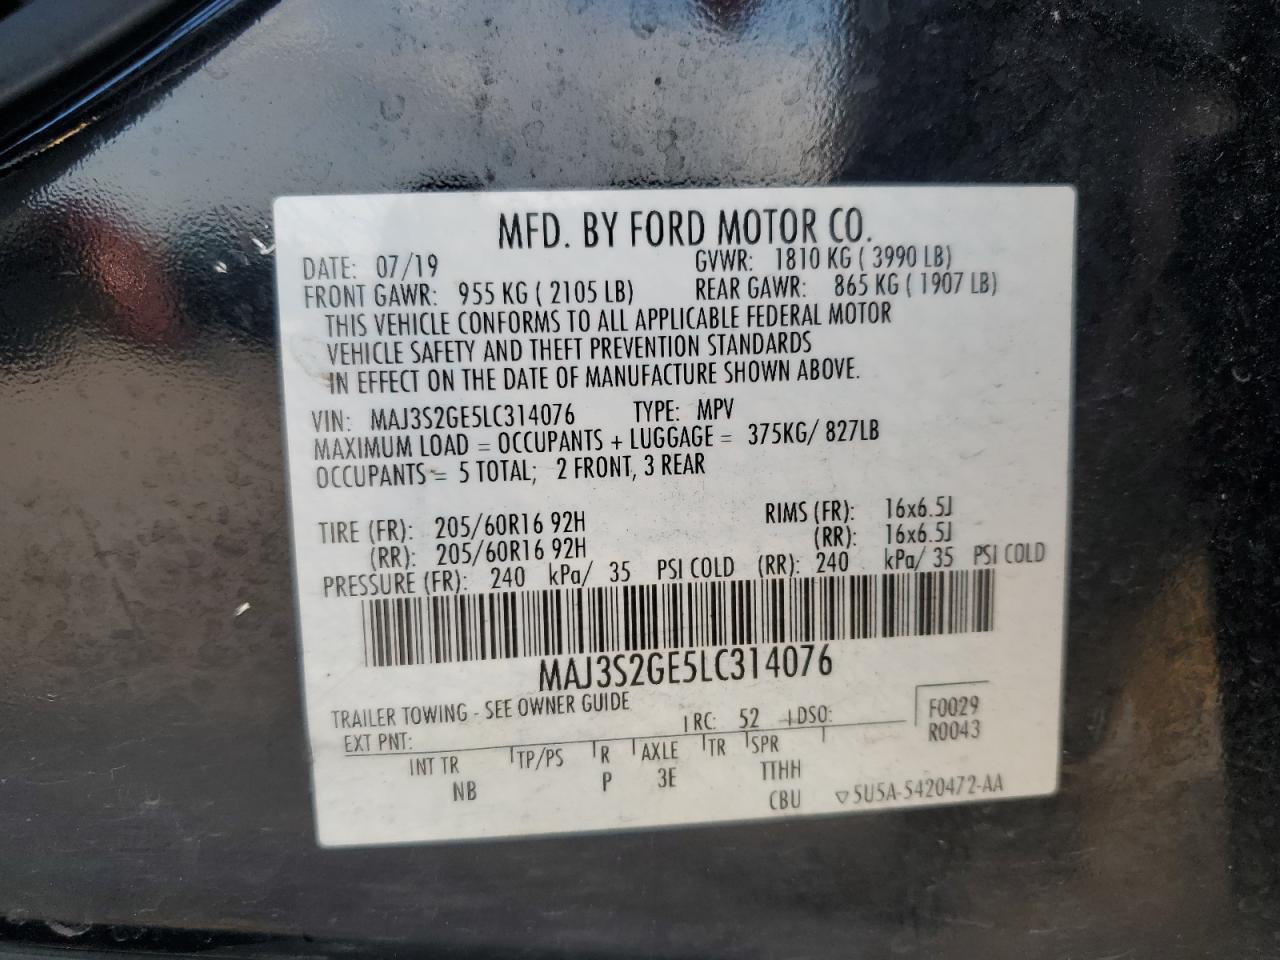 MFD. BY FORD MOTOR CO.
DATE: 07/19 GVWR: 1810 KG ( 3990 LB)
FRONT GAWR: 955 KG ( 2105 LB) REAR GAWR: 865 KG ( 1907 LB)
THIS VEHICLE CONFORMS TO ALL APPLICABLE FEDERAL MOTOR
VEHICLE SAFETY AND THEFT PREVENTION STANDARDS
IN EFFECT ON THE DATE OF MANUFACTURE SHOWN ABOVE.
VIN: MAJ3S2GE5LC314076 TYPE: MPV
MAXIMUM LOAD = OCCUPANTS + LUGGAGE = 375KG/ 827LB
OCCUPANTS = 5 TOTAL; 2 FRONT, 3 REAR
TIRE (FR): 205/60R16 92H RIMS (FR): 16x6.5J
(RR): 205/60R16 92H (RR): 16x6.5J
PRESSURE (FR): 240 kPa/ 35 PSI COLD (RR): 240 kPa/ 35 PSI COLD
MAJ3S2GE5LC314076
TRAILER TOWING - SEE OWNER GUIDE
EXT PNT: RC: 52 DSO: F0029
R0043
INT TR TP/PS R AXLE TR SPR
NB P 3E TTHH
CBU ▽5U5A-5420472-AA